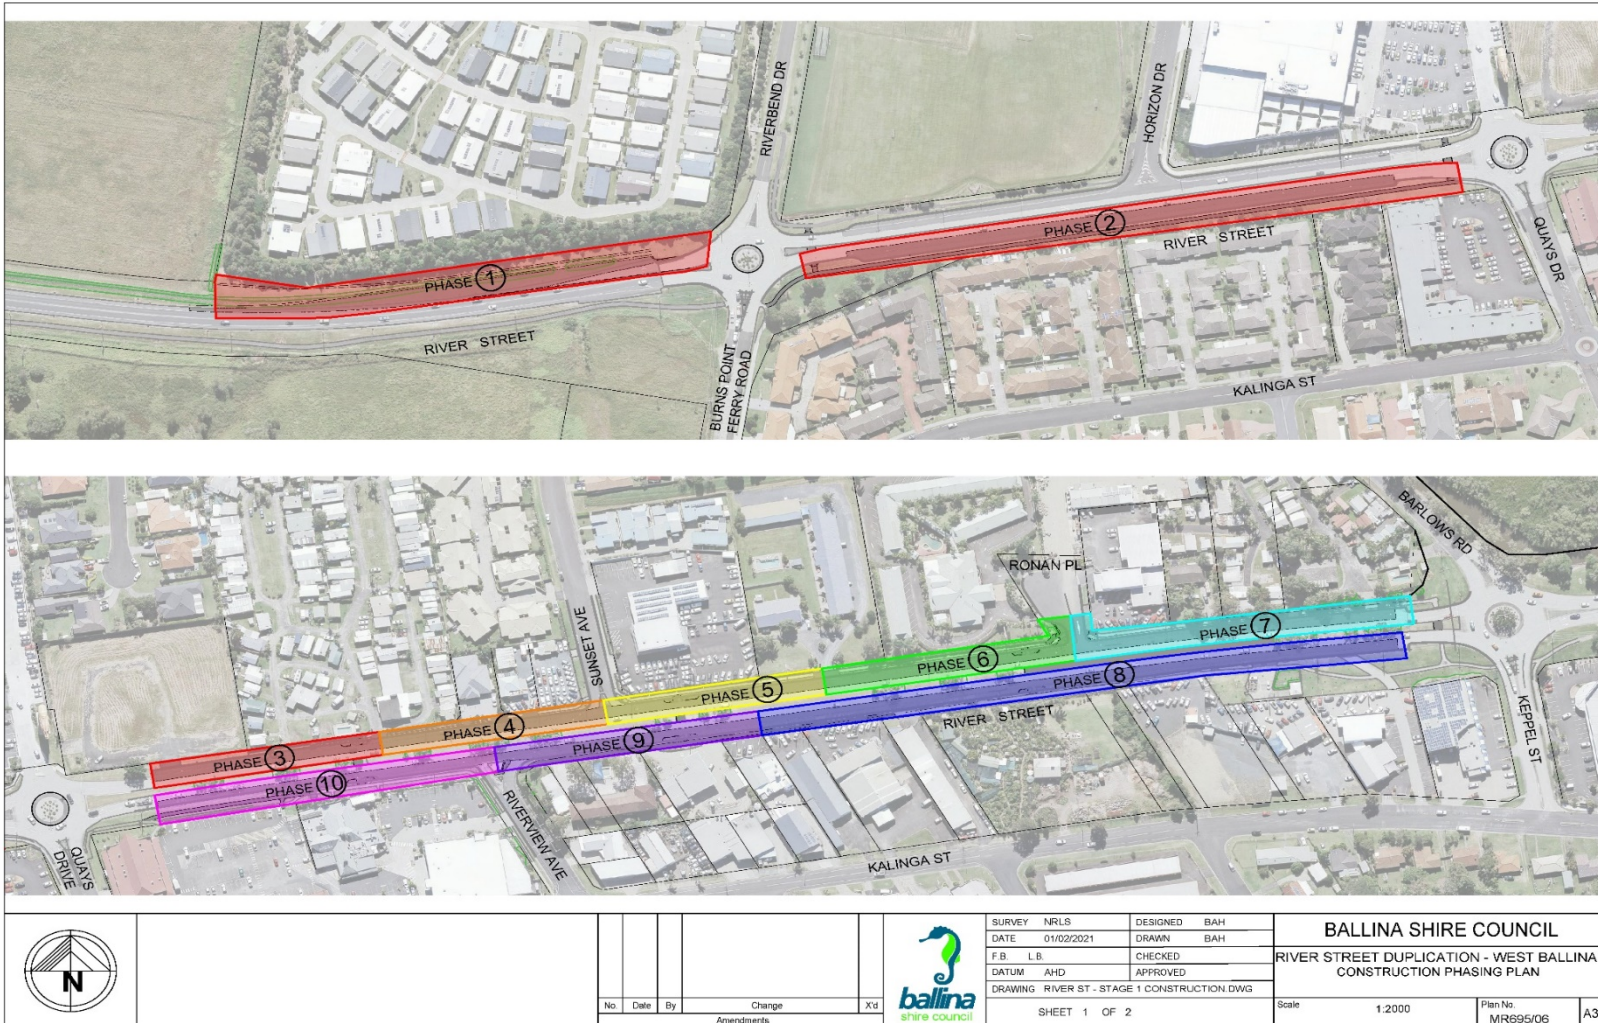 RIVERBEND DR
HORIZON DR
PHASE 1
PHASE 2
RIVER STREET
RIVER STREET
QUAYS DR
BURNS POINT
FERRY ROAD
KALINGA ST
BARLOWS RD
RONAN PL
SUNSET AVE
PHASE 7
PHASE 6
PHASE 8
PHASE 5
RIVER STREET
PHASE 4
PHASE 9
PHASE 3
PHASE 10
KEPPEL ST
RIVERVIEW AVE
KALINGA ST
QUAYS
DRIVE
N
No. Date By Change X'd
Amendments
ballina
shire council
SURVEY NRLS DESIGNED BAH
DATE 01/02/2021 DRAWN BAH
F.B. L.B. CHECKED
DATUM AHD APPROVED
DRAWING RIVER ST - STAGE 1 CONSTRUCTION.DWG
SHEET 1 OF 2
BALLINA SHIRE COUNCIL
RIVER STREET DUPLICATION - WEST BALLINA
CONSTRUCTION PHASING PLAN
Scale 1:2000
Plan No.
MR695/06
A3